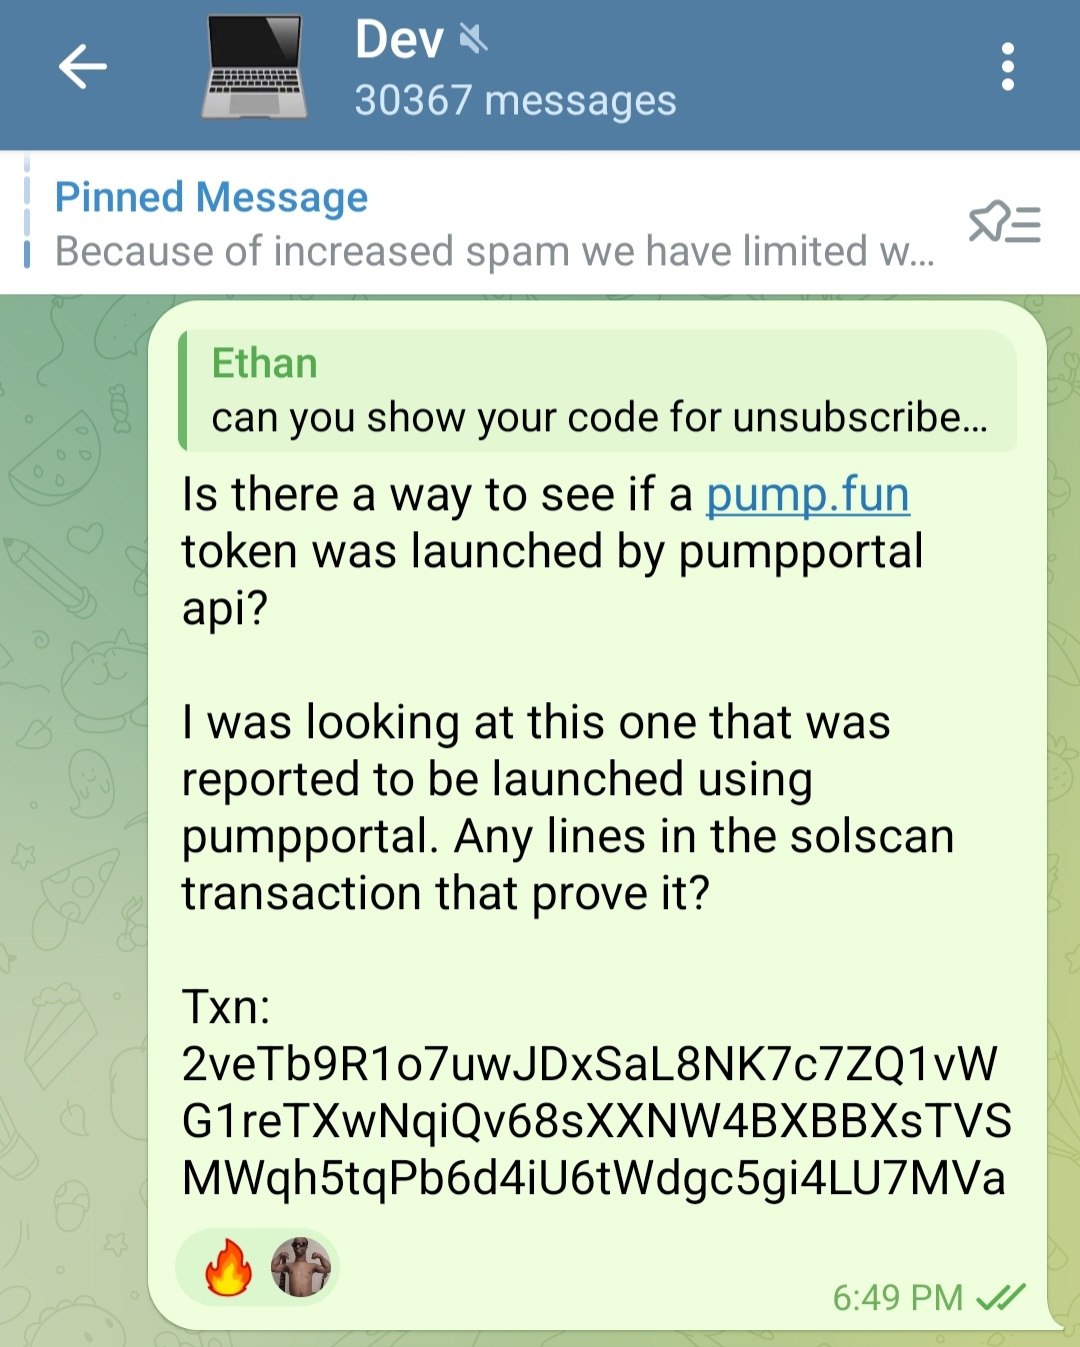 Dev
30367 messages
Pinned Message
Because of increased spam we have limited w...
Ethan
can you show your code for unsubscribe...
Is there a way to see if a pump.fun
token was launched by pumpportal
api?
I was looking at this one that was
reported to be launched using
pumpportal. Any lines in the solscan
transaction that prove it?
Txn:
2veTb9R1o7uwJDxSaL8NK7c7ZQ1vW
G1reTXwNqiQv68sXXNW4BXBBXsTVS
MWqh5tqPb6d4iU6tWdgc5gi4LU7MVa
6:49 PM